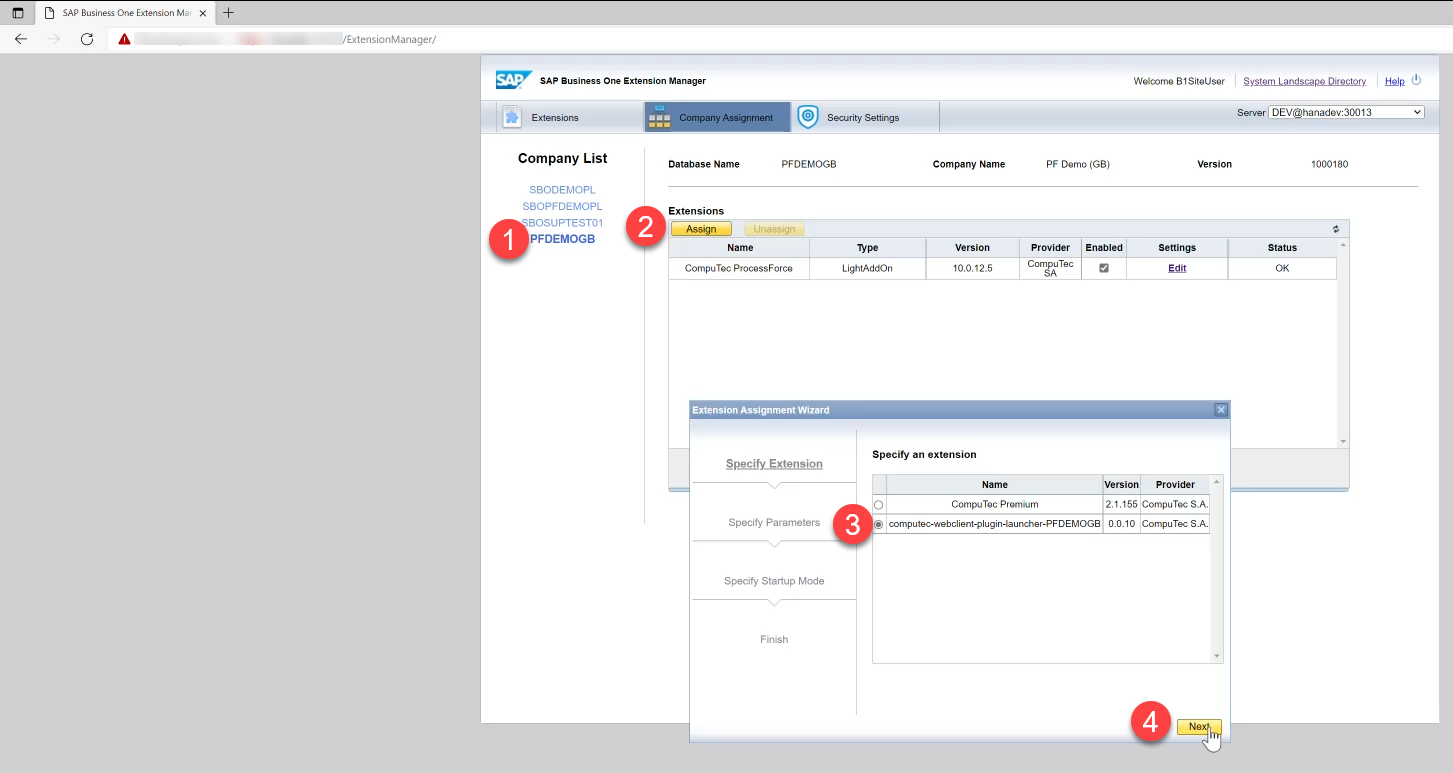 SAP Business One Extension Ma
/ExtensionManager/
SAP SAP Business One Extension Manager
Welcome B1SiteUser System Landscape Directory Help
Extensions Company Assignment Security Settings
Server DEV@hanadev:30013
Company List
SBODEMOPL
SBOPFDEMOPL
SBOSUPTEST01
1 PFDEMOGB
Database Name PFDEMOGB Company Name PF Demo (GB) Version 1000180
Extensions
2 Assign Unassign
Name Type Version Provider Enabled Settings Status
CompuTec ProcessForce LightAddOn 10.0.12.5 CompuTec SA Edit OK
Extension Assignment Wizard
Specify Extension
Specify Parameters
Specify Startup Mode
Finish
Specify an extension
Name Version Provider
CompuTec Premium 2.1.155 CompuTec S.A.
3 computec-webclient-plugin-launcher-PFDEMOGB 0.0.10 CompuTec S.A.
4 Next